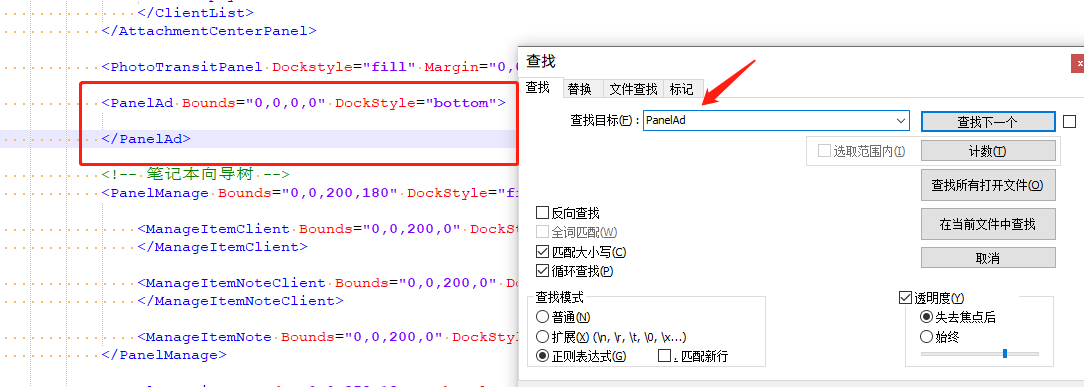 </ClientList>
</AttachmentCenterPanel>
<PhotoTransitPanel Dockstyle="fill" Margin="0,0
<PanelAd Bounds="0,0,0,0" DockStyle="bottom">
</PanelAd>
<!-- 笔记本向导树 -->
<PanelManage Bounds="0,0,200,180" DockStyle="fi
<ManageItemClient Bounds="0,0,200,0" DockSt
</ManageItemClient>
<ManageItemNoteClient Bounds="0,0,200,0" Do
</ManageItemNoteClient>
<ManageItemNote Bounds="0,0,200,0" DockStyle
</PanelManage>
查找
查找 替换 文件查找 标记
查找目标(F) : PanelAd
查找下一个
选取范围内(I)
计数(T)
查找所有打开文件(O)
在当前文件中查找
取消
反向查找
全词匹配(W)
匹配大小写(C)
循环查找(P)
查找模式
普通(N)
扩展(X) (\n, \r, \t, \0, \x...)
正则表达式(G) . 匹配新行
透明度(Y)
失去焦点后
始终